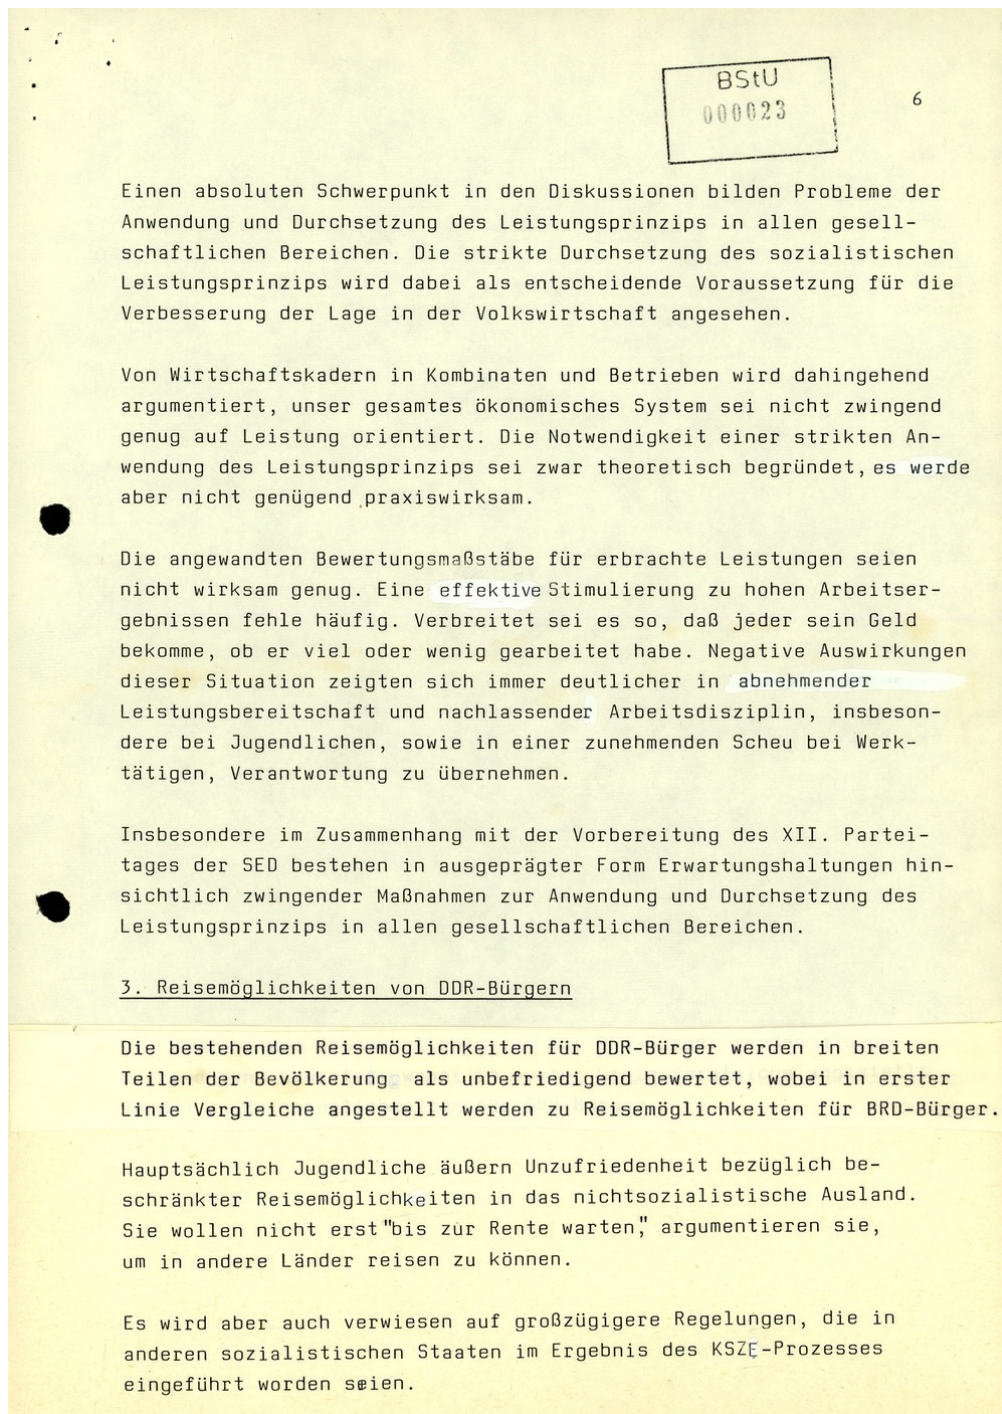 BStU
000023
6
Einen absoluten Schwerpunkt in den Diskussionen bilden Probleme der
Anwendung und Durchsetzung des Leistungsprinzips in allen gesell-
schaftlichen Bereichen. Die strikte Durchsetzung des sozialistischen
Leistungsprinzips wird dabei als entscheidende Voraussetzung für die
Verbesserung der Lage in der Volkswirtschaft angesehen.
Von Wirtschaftskadern in Kombinaten und Betrieben wird dahingehend
argumentiert, unser gesamtes ökonomisches System sei nicht zwingend
genug auf Leistung orientiert. Die Notwendigkeit einer strikten An-
wendung des Leistungsprinzips sei zwar theoretisch begründet, es werde
aber nicht genügend praxiswirksam.
Die angewandten Bewertungsmaßstäbe für erbrachte Leistungen seien
nicht wirksam genug. Eine effektive Stimulierung zu hohen Arbeitser-
gebnissen fehle häufig. Verbreitet sei es so, daß jeder sein Geld
bekomme, ob er viel oder wenig gearbeitet habe. Negative Auswirkungen
dieser Situation zeigten sich immer deutlicher in abnehmender
Leistungsbereitschaft und nachlassender Arbeitsdisziplin, insbeson-
dere bei Jugendlichen, sowie in einer zunehmenden Scheu bei Werk-
tätigen, Verantwortung zu übernehmen.
Insbesondere im Zusammenhang mit der Vorbereitung des XII. Partei-
tages der SED bestehen in ausgeprägter Form Erwartungshaltungen hin-
sichtlich zwingender Maßnahmen zur Anwendung und Durchsetzung des
Leistungsprinzips in allen gesellschaftlichen Bereichen.
3. Reisemöglichkeiten von DDR-Bürgern
Die bestehenden Reisemöglichkeiten für DDR-Bürger werden in breiten
Teilen der Bevölkerung als unbefriedigend bewertet, wobei in erster
Linie Vergleiche angestellt werden zu Reisemöglichkeiten für BRD-Bürger.
Hauptsächlich Jugendliche äußern Unzufriedenheit bezüglich be-
schränkter Reisemöglichkeiten in das nichtsozialistische Ausland.
Sie wollen nicht erst "bis zur Rente warten", argumentieren sie,
um in andere Länder reisen zu können.
Es wird aber auch verwiesen auf großzügigere Regelungen, die in
anderen sozialistischen Staaten im Ergebnis des KSZE-Prozesses
eingeführt worden seien.